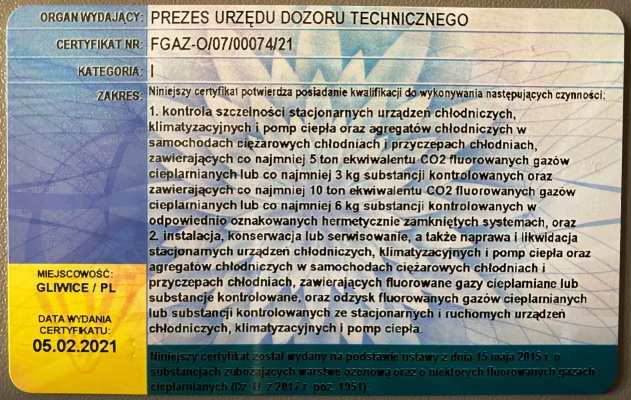 ORGAN WYDAJĄCY: PREZES URZĘDU DOZORU TECHNICZNEGO
CERTYFIKAT NR: FGAZ-O/07/00074/21
KATEGORIA: I
ZAKRES: Niniejszy certyfikat potwierdza posiadanie kwalifikacji do wykonywania następujących czynności:
1. kontrola szczelności stacjonarnych urządzeń chłodniczych,
klimatyzacyjnych i pomp ciepła oraz agregatów chłodniczych w
samochodach ciężarowych chłodniach i przyczepach chłodniach,
zawierających co najmniej 5 ton ekwiwalentu CO2 fluorowanych gazów
cieplarnianych lub co najmniej 3 kg substancji kontrolowanych oraz
zawierających co najmniej 10 ton ekwiwalentu CO2 fluorowanych gazów
cieplarnianych lub co najmniej 6 kg substancji kontrolowanych w
odpowiednio oznakowanych hermetycznie zamkniętych systemach, oraz
2. instalacja, konserwacja lub serwisowanie, a także naprawa i likwidacja
stacjonarnych urządzeń chłodniczych, klimatyzacyjnych i pomp ciepła oraz
agregatów chłodniczych w samochodach ciężarowych chłodniach i
przyczepach chłodniach, zawierających fluorowane gazy cieplarniane lub
substancje kontrolowane, oraz odzysk fluorowanych gazów cieplarnianych
lub substancji kontrolowanych ze stacjonarnych i ruchomych urządzeń
chłodniczych, klimatyzacyjnych i pomp ciepła.
MIEJSCOWOŚĆ:
GLIWICE / PL
DATA WYDANIA
CERTYFIKATU:
05.02.2021
Niniejszy certyfikat został wydany na podstawie ustawy z dnia 15 maja 2015 r. o
substancjach zubożających warstwę ozonową oraz o niektórych fluorowanych gazach
cieplarnianych (Dz. U. z 2017 r. poz. 1951).